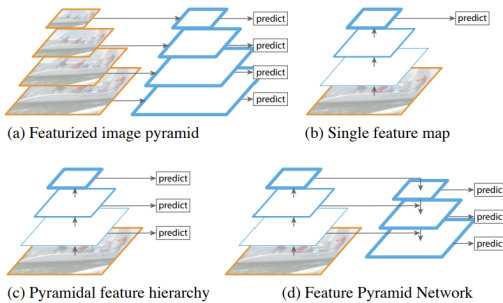 predict
predict
predict
predict
predict
(a) Featurized image pyramid
(b) Single feature map
predict
predict
predict
predict
predict
predict
(c) Pyramidal feature hierarchy
(d) Feature Pyramid Network